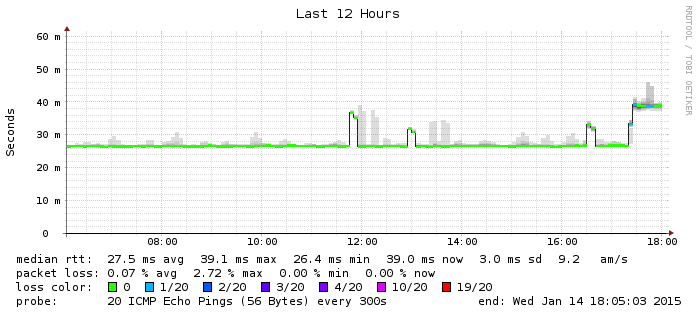 Last 12 Hours
RRDTOOL / TOBI OETIKER
Seconds
60 m
50 m
40 m
30 m
20 m
10 m
0
08:00 10:00 12:00 14:00 16:00 18:00
median rtt: 27.5 ms avg 39.1 ms max 26.4 ms min 39.0 ms now 3.0 ms sd 9.2 am/s
packet loss: 0.07 % avg 2.72 % max 0.00 % min 0.00 % now
loss color: 0 1/20 2/20 3/20 4/20 10/20 19/20
probe: 20 ICMP Echo Pings (56 Bytes) every 300s end: Wed Jan 14 18:05:03 2015